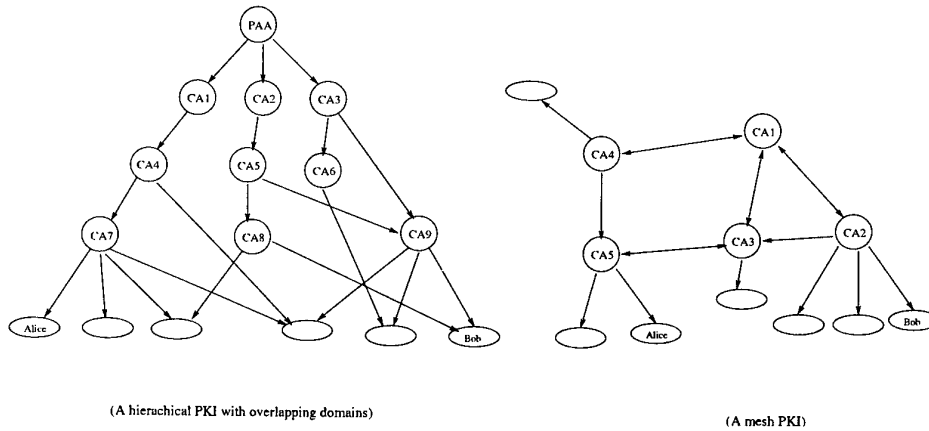 PAA
CA1
CA2
CA3
CA4
CA5
CA6
CA7
CA8
CA9
Alice
Bob
(A hierachical PKI with overlapping domains)
CA1
CA4
CA5
CA3
CA2
Alice
Bob
(A mesh PKI)